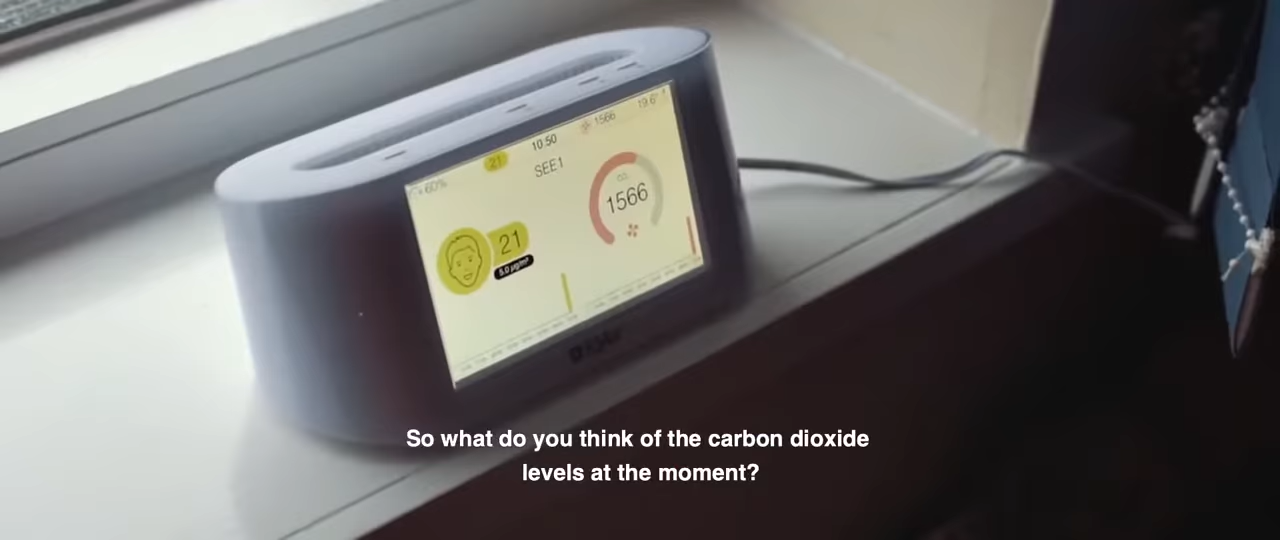 60%
21
10:50
1566
19.6°
SEE1
21
5.0 µg/m³
CO₂
1566
So what do you think of the carbon dioxide
levels at the moment?